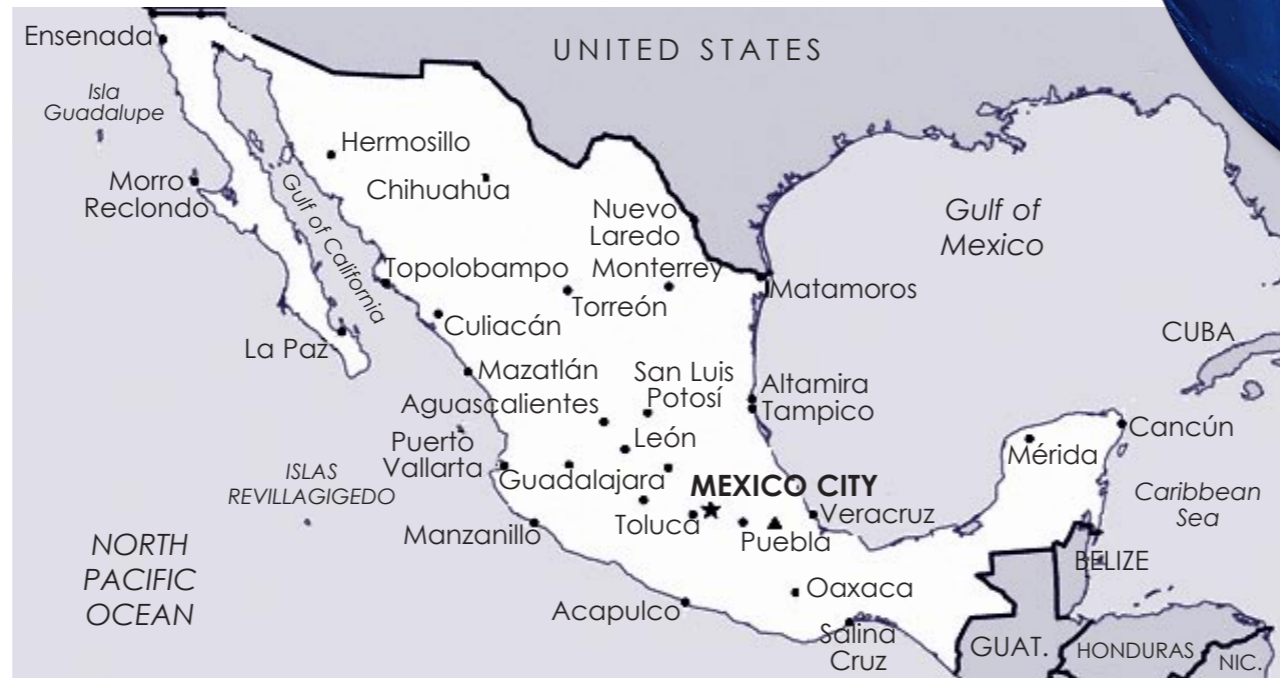 Ensenada
UNITED STATES
Isla
Guadalupe
Hermosillo
Morro
Reclondo
Chihuahua
Gulf of California
Nuevo
Laredo
Gulf of
Mexico
Topolobampo
Monterrey
Matamoros
Torreón
Culiacán
La Paz
CUBA
Mazatlán
San Luis
Potosí
Altamira
Tampico
Aguascalientes
León
Cancún
Puerto
Vallarta
Mérida
ISLAS
REVILLAGIGEDO
Guadalajara
MEXICO CITY
Caribbean
Sea
Toluca
Veracruz
Manzanillo
Puebla
NORTH
PACIFIC
OCEAN
BELIZE
Oaxaca
Acapulco
Salina
Cruz
GUAT.
HONDURAS
NIC.